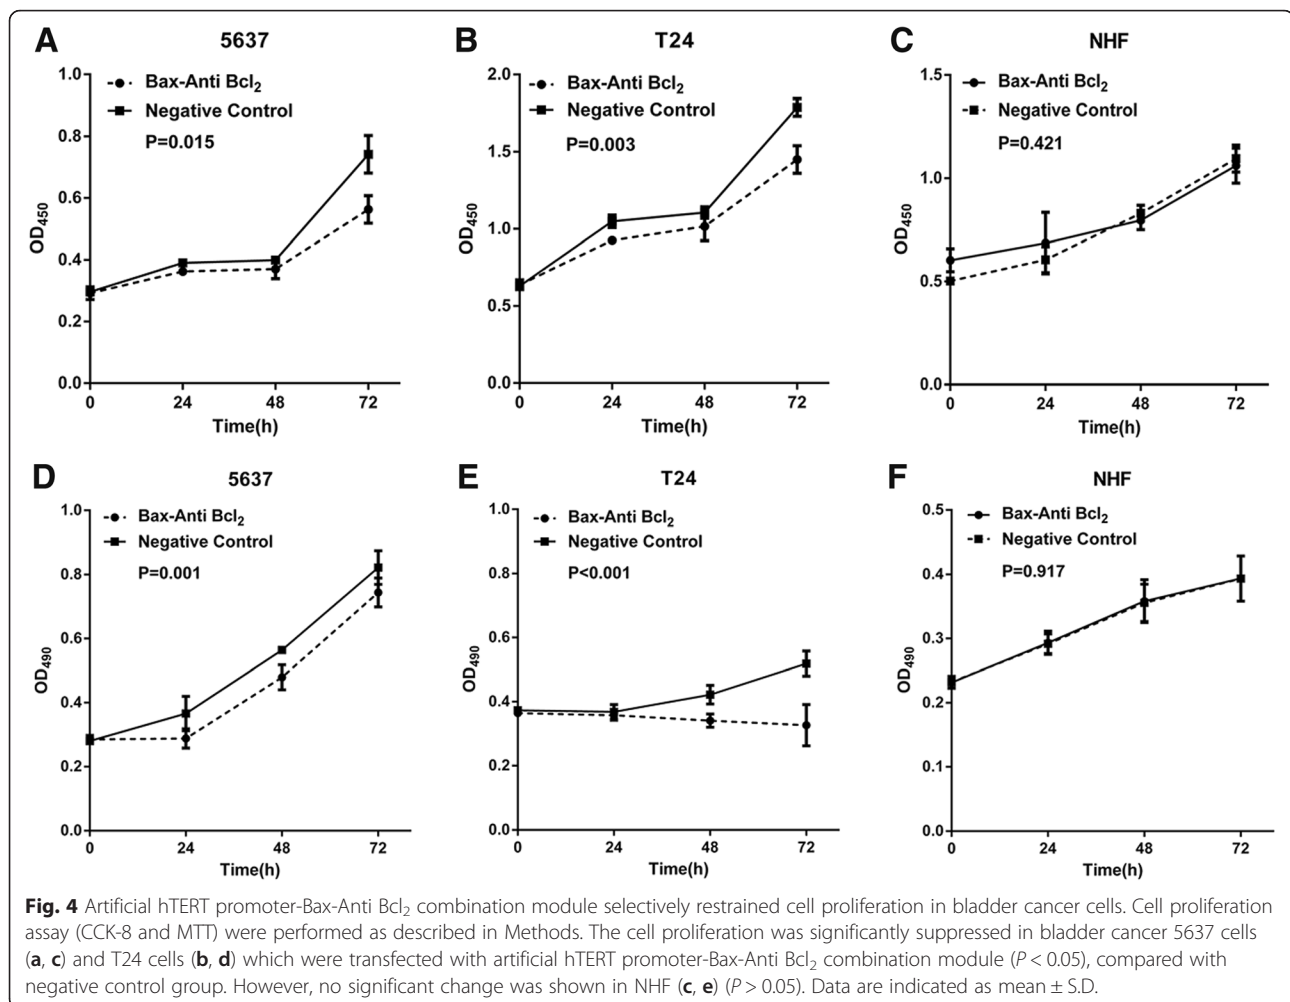 A
5637
1.0
0.8
0.6
0.4
0.2
0.0
OD450
Bax-Anti Bcl2
Negative Control
P=0.015
0 24 48 72
Time(h)
B
T24
2.0
1.5
1.0
0.5
0.0
OD450
Bax-Anti Bcl2
Negative Control
P=0.003
0 24 48 72
Time(h)
C
NHF
1.5
1.0
0.5
0.0
OD450
Bax-Anti Bcl2
Negative Control
P=0.421
0 24 48 72
Time(h)
D
5637
1.0
0.8
0.6
0.4
0.2
0.0
OD490
Bax-Anti Bcl2
Negative Control
P=0.001
0 24 48 72
Time(h)
E
T24
1.0
0.8
0.6
0.4
0.2
0.0
OD490
Bax-Anti Bcl2
Negative Control
P<0.001
0 24 48 72
Time(h)
F
NHF
0.5
0.4
0.3
0.2
0.1
0.0
OD490
Bax-Anti Bcl2
Negative Control
P=0.917
0 24 48 72
Time(h)
Fig. 4 Artificial hTERT promoter-Bax-Anti Bcl2 combination module selectively restrained cell proliferation in bladder cancer cells. Cell proliferation
assay (CCK-8 and MTT) were performed as described in Methods. The cell proliferation was significantly suppressed in bladder cancer 5637 cells
(a, c) and T24 cells (b, d) which were transfected with artificial hTERT promoter-Bax-Anti Bcl2 combination module (P < 0.05), compared with
negative control group. However, no significant change was shown in NHF (c, e) (P > 0.05). Data are indicated as mean ± S.D.